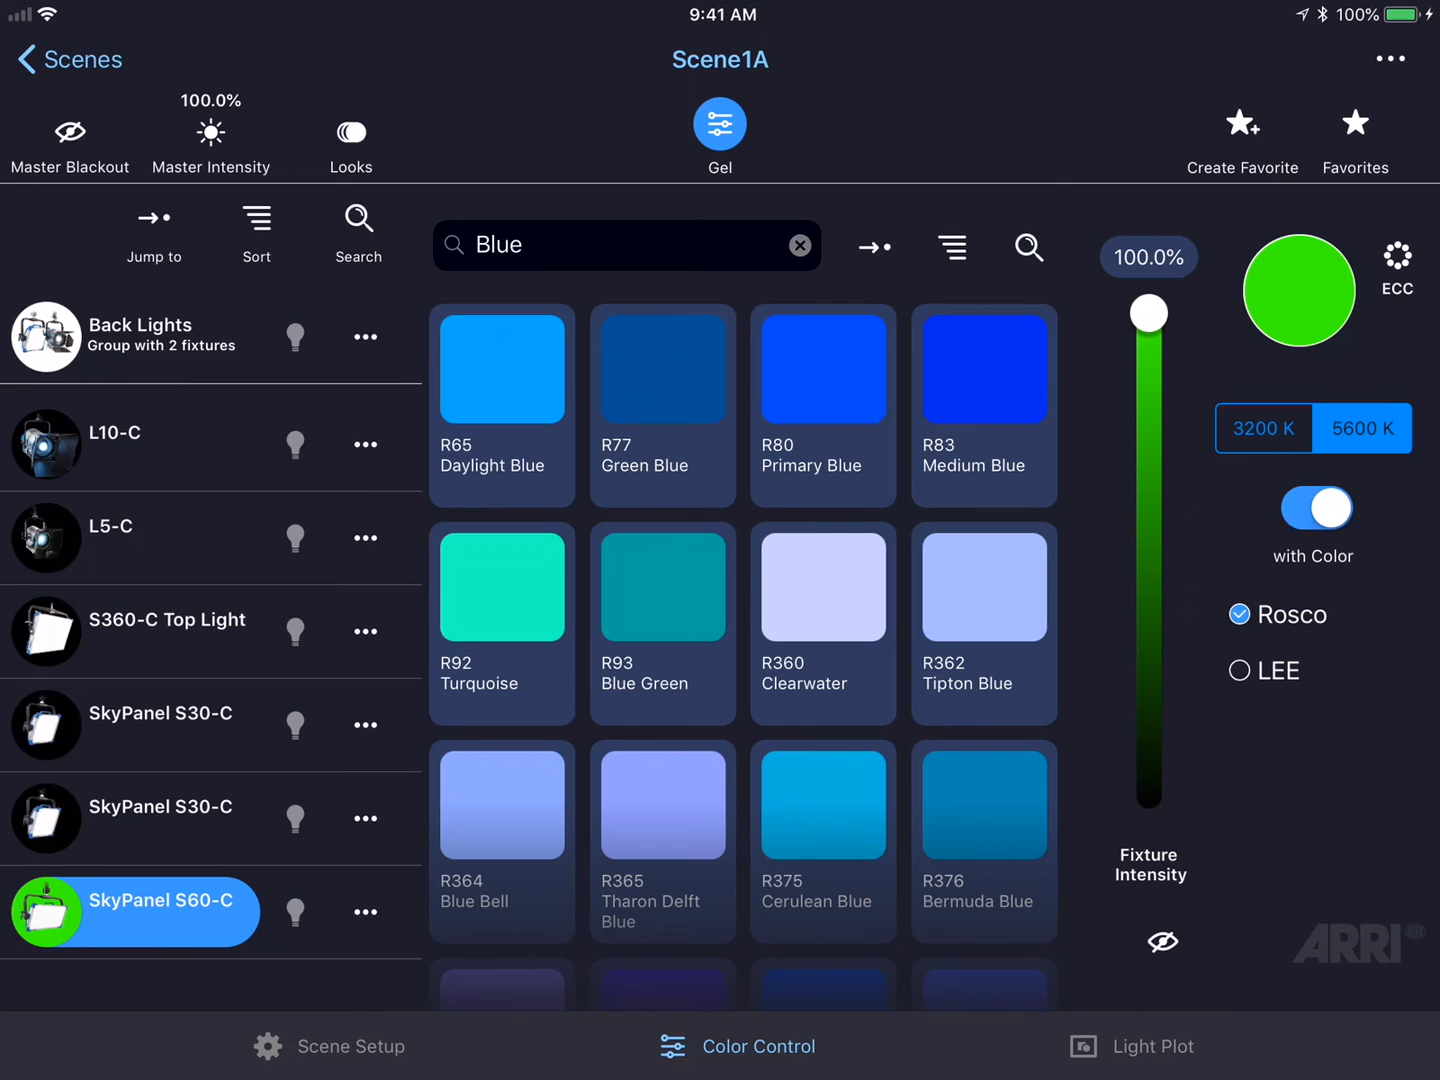 9:41 AM
100%
Scenes
Scene1A
100.0%
Master Blackout
Master Intensity
Looks
Gel
Create Favorite
Favorites
Jump to
Sort
Search
Blue
100.0%
ECC
Back Lights
Group with 2 fixtures
L10-C
L5-C
S360-C Top Light
SkyPanel S30-C
SkyPanel S30-C
SkyPanel S60-C
R65
Daylight Blue
R77
Green Blue
R80
Primary Blue
R83
Medium Blue
R92
Turquoise
R93
Blue Green
R360
Clearwater
R362
Tipton Blue
R364
Blue Bell
R365
Tharon Delft
Blue
R375
Cerulean Blue
R376
Bermuda Blue
3200 K
5600 K
with Color
Rosco
LEE
Fixture
Intensity
ARRI
Scene Setup
Color Control
Light Plot